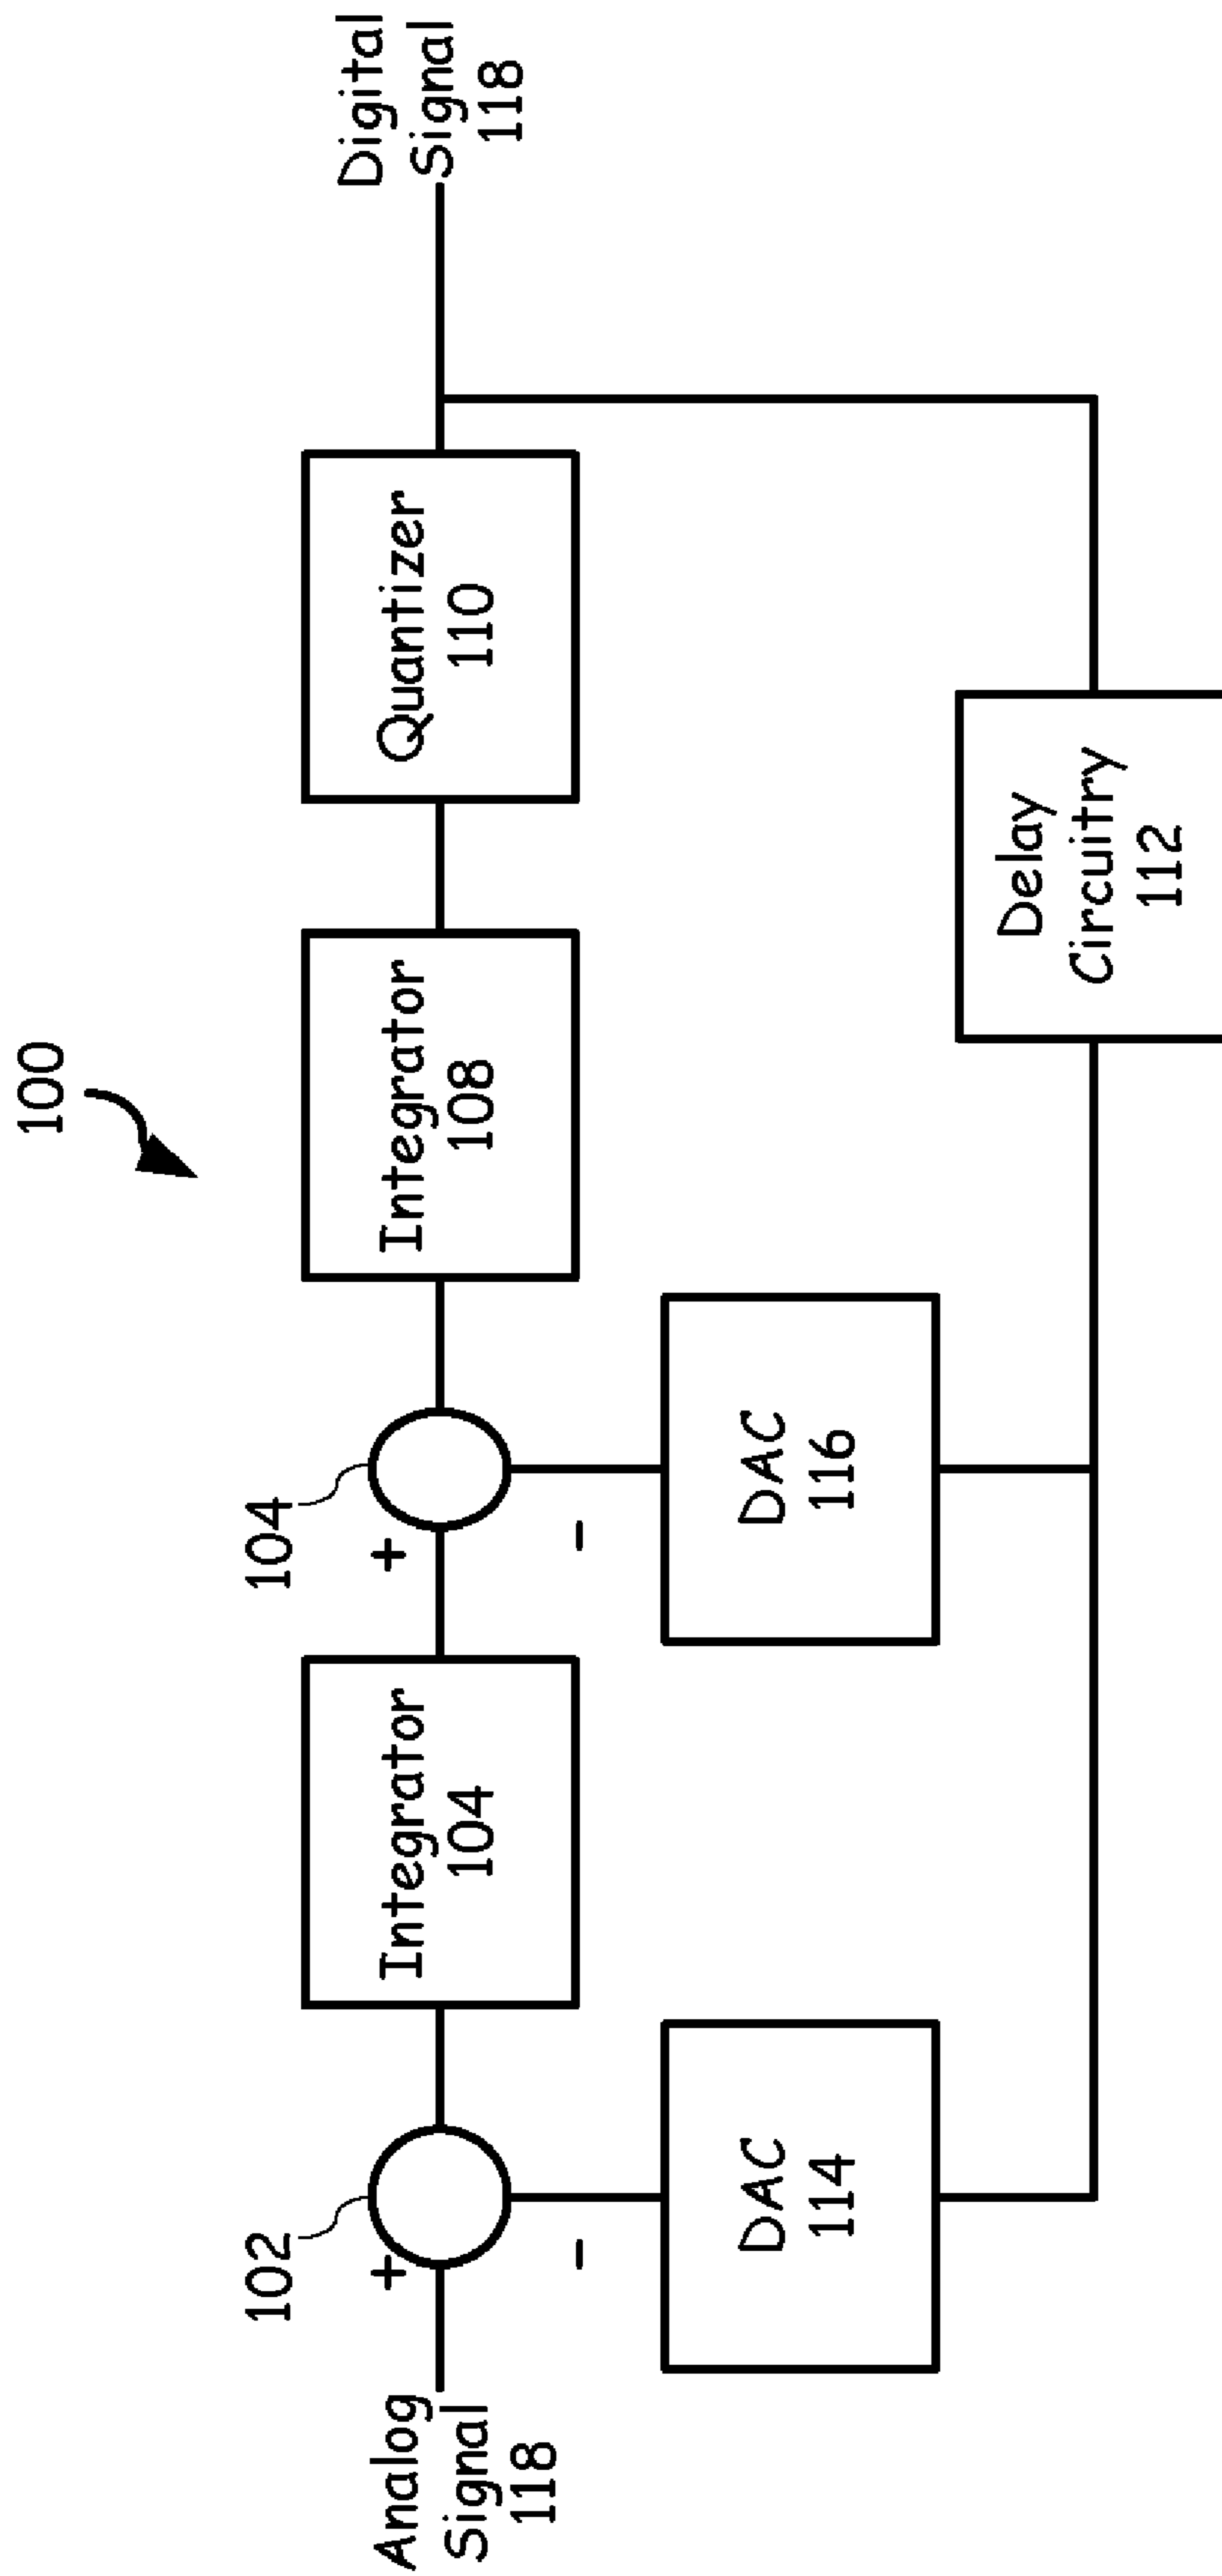 100
102
+
-
Analog
Signal
118
Integrator
104
104
+
-
Integrator
108
Quantizer
110
Digital
Signal
118
DAC
114
DAC
116
Delay
Circuitry
112